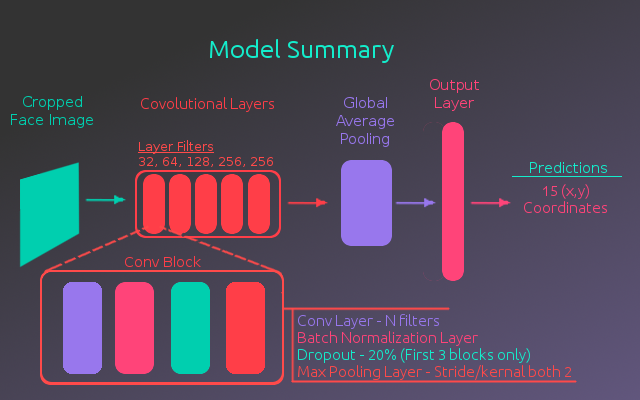 Model Summary
Cropped
Face Image
Covolutional Layers
Layer Filters
32, 64, 128, 256, 256
Global
Average
Pooling
Output
Layer
Predictions
15 (x,y)
Coordinates
Conv Block
Conv Layer - N filters
Batch Normalization Layer
Dropout - 20% (First 3 blocks only)
Max Pooling Layer - Stride/kernal both 2